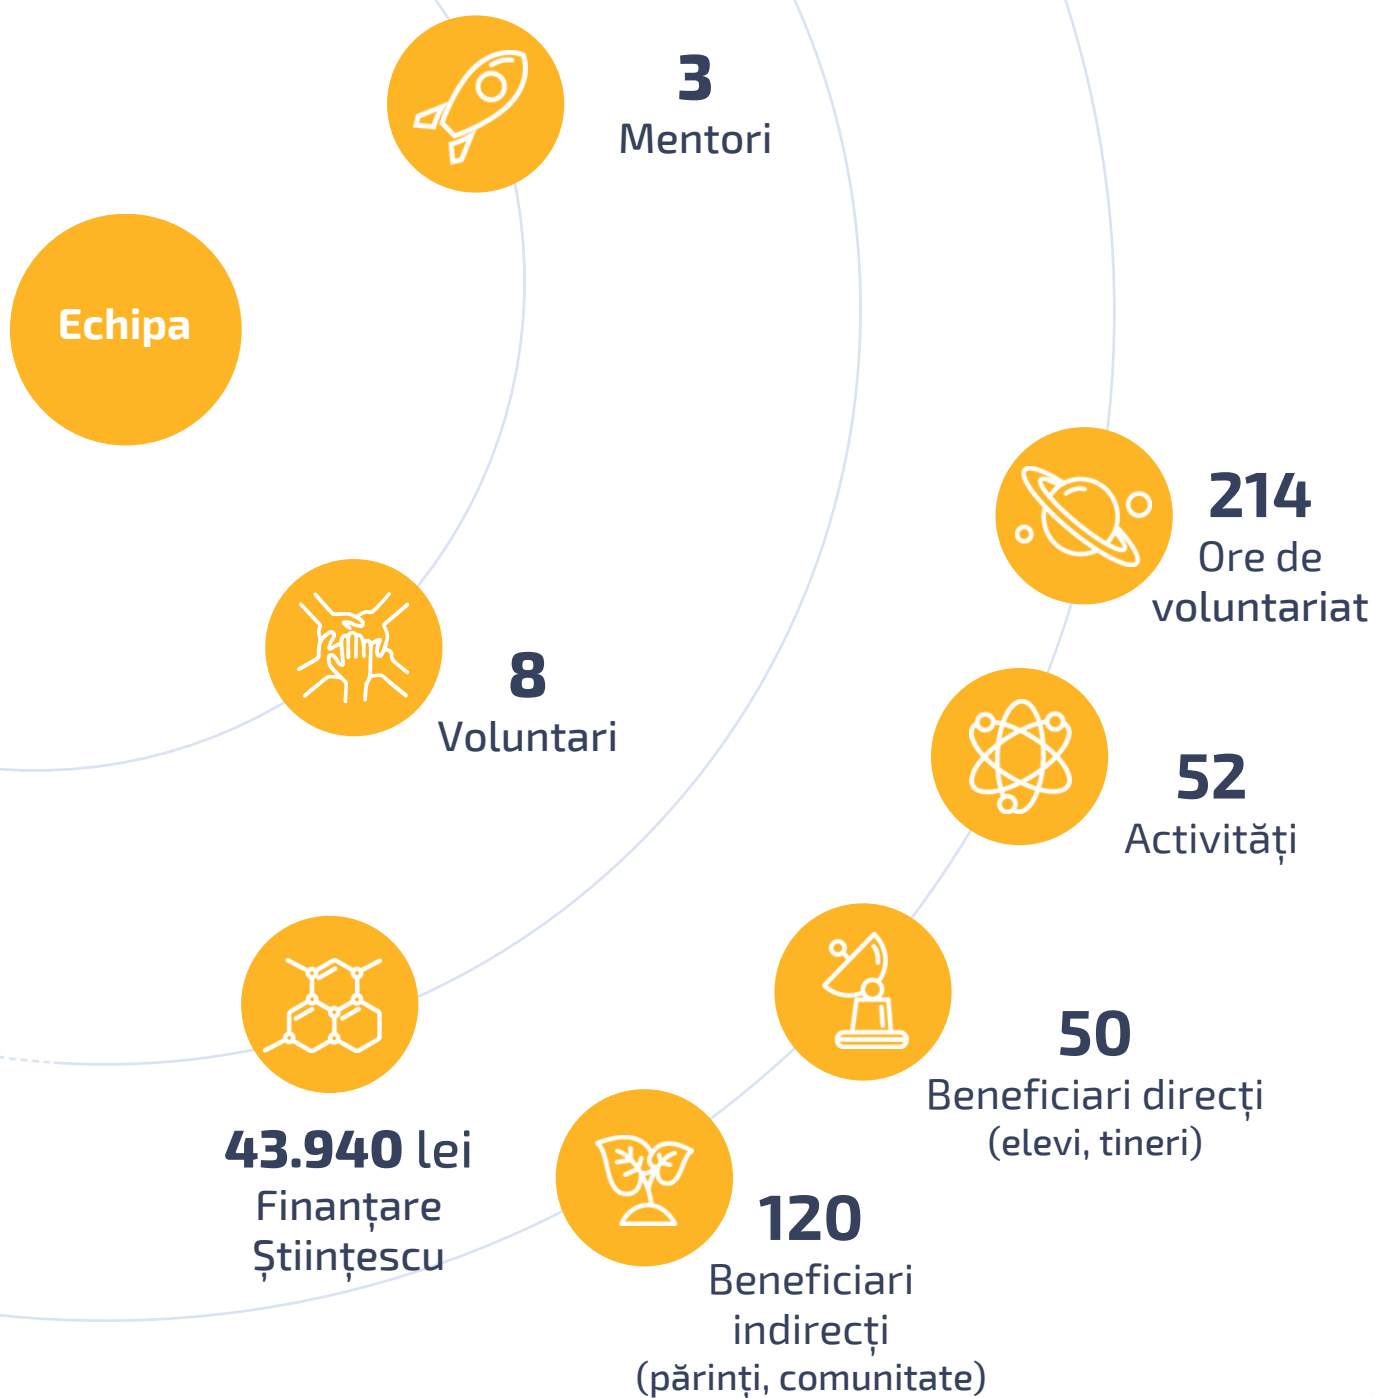 3
Mentori
Echipa
214
Ore de
voluntariat
8
Voluntari
52
Activități
50
Beneficiari direcți
(elevi, tineri)
43.940 lei
Finanțare
Științescu
120
Beneficiari
indirecți
(părinți, comunitate)